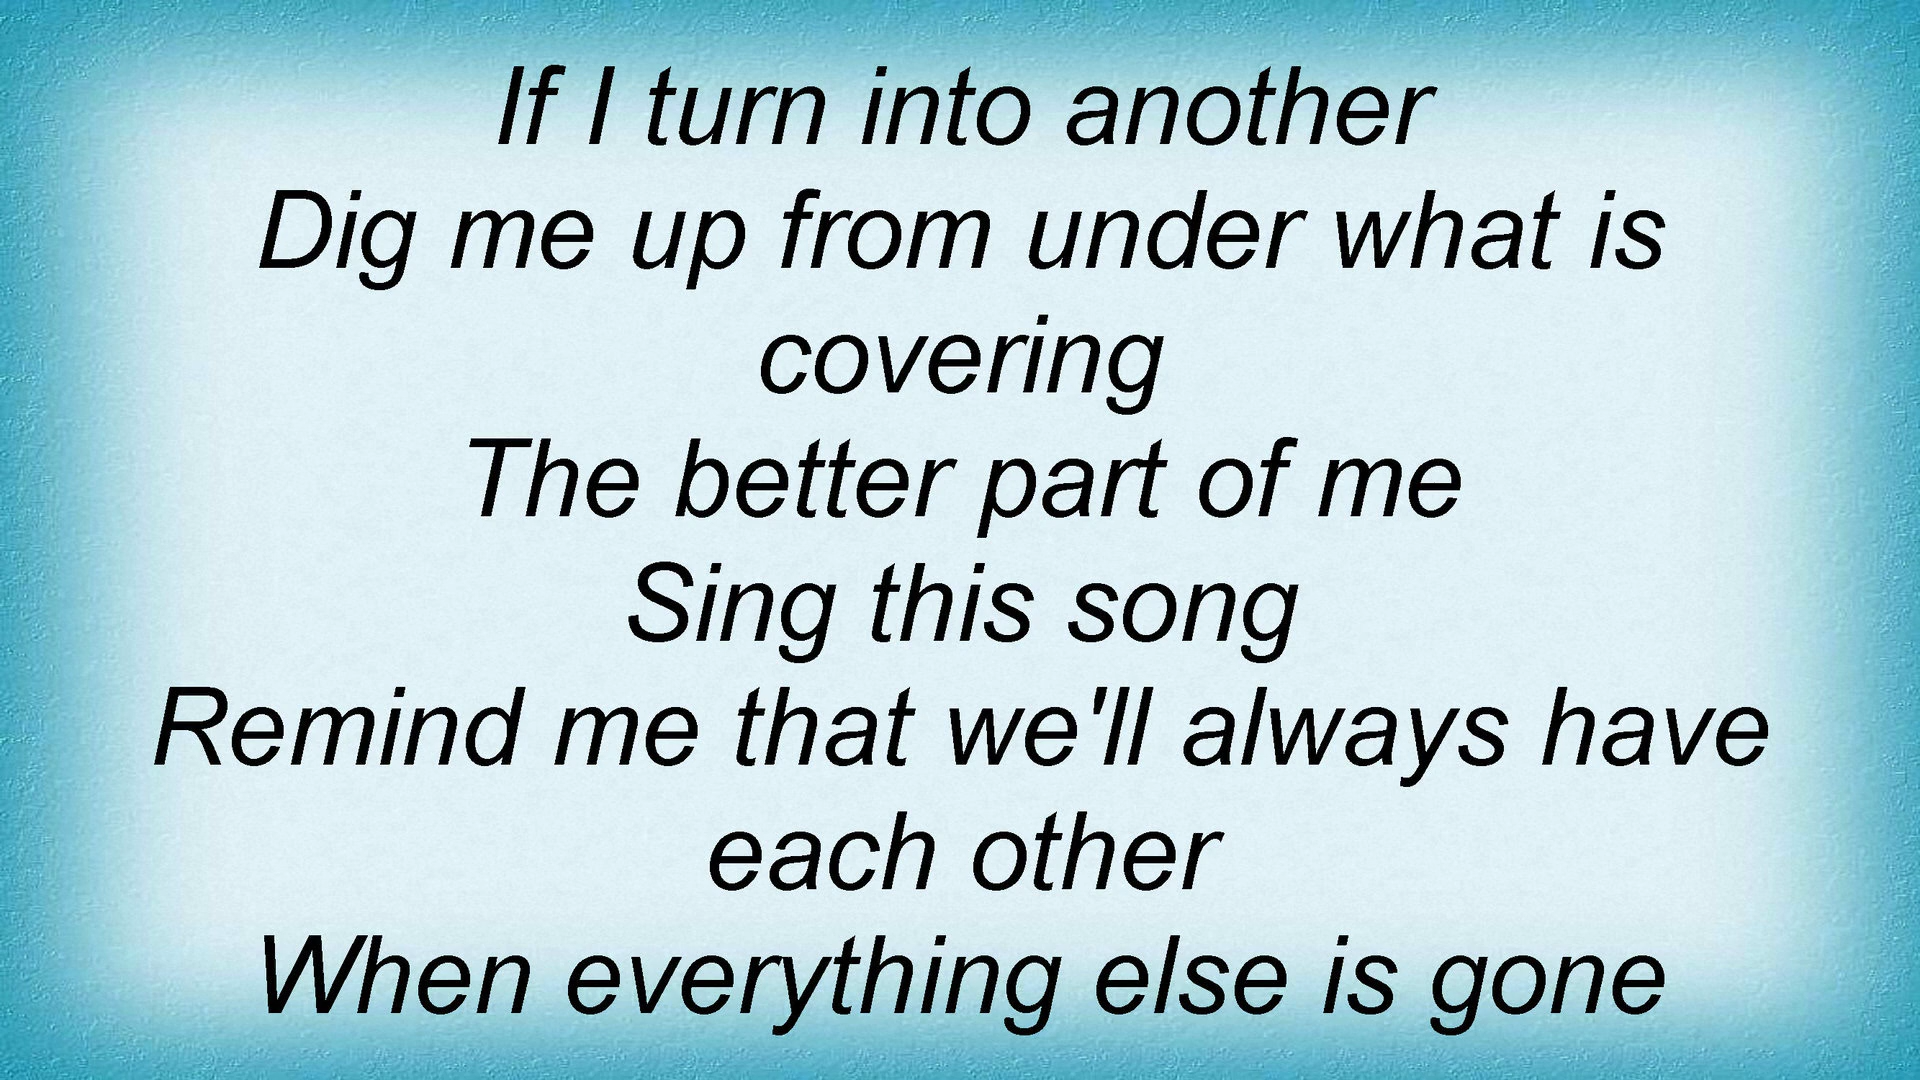 If I turn into another
Dig me up from under what is
covering
The better part of me
Sing this song
Remind me that we'll always have
each other
When everything else is gone